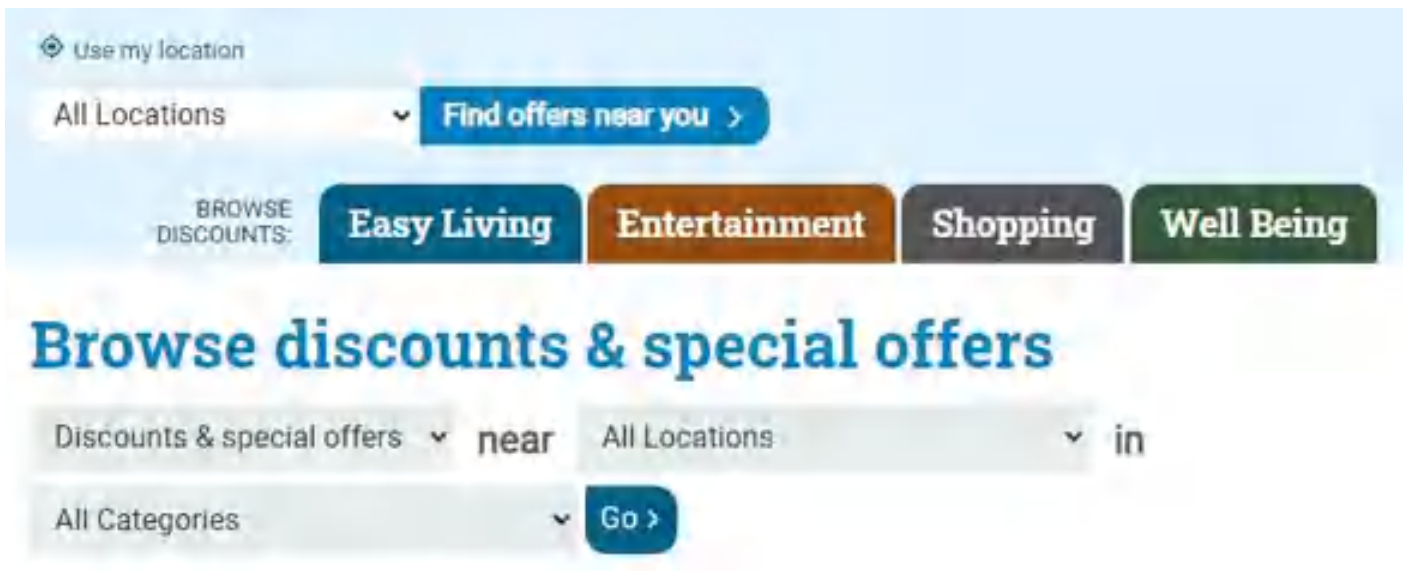 Use my location
All Locations Find offers near you >
BROWSE
DISCOUNTS: Easy Living Entertainment Shopping Well Being
Browse discounts & special offers
Discounts & special offers near All Locations in
All Categories Go >